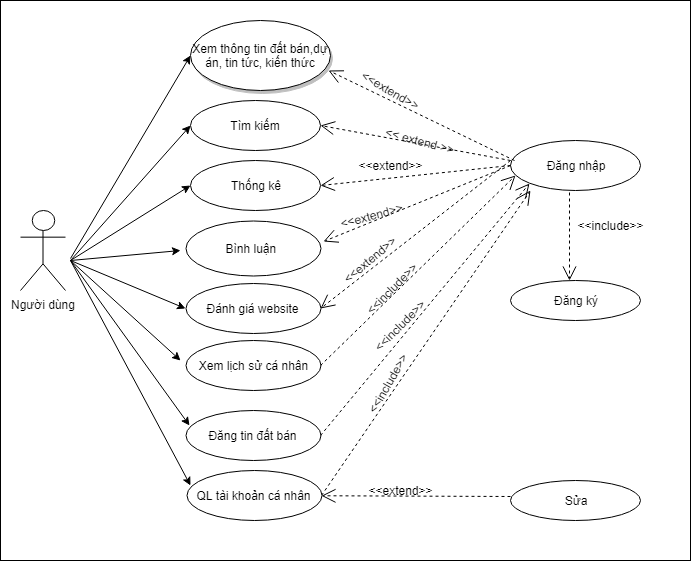 Xem thông tin đất bán,dự
án, tin tức, kiến thức
<<extend>>
Tìm kiếm
<< extend >>
Đăng nhập
Thống kê
<<extend>>
Người dùng
Bình luận
<<extend>>
<<include>>
Đánh giá website
<<extend>>
Đăng ký
Xem lịch sử cá nhân
<<include>>
Đăng tin đất bán
<<include>>
QL tài khoản cá nhân
<<include>>
<<extend>>
Sửa